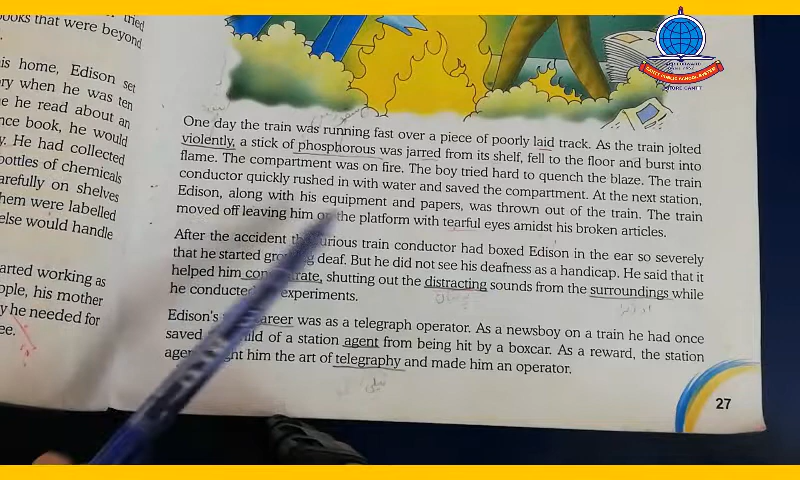 tried
ooks that were beyond
is home, Edison set
ry when he was ten
e he read about an
nce book, he would
y. He had collected
bottles of chemicals
arefully on shelves
hem were labelled
else would handle
arted working as
ople, his mother
y he needed for
ee.
One day the train was running fast over a piece of poorly laid track. As the train jolted
violently, a stick of phosphorous was jarred from its shelf, fell to the floor and burst into
flame. The compartment was on fire. The boy tried hard to quench the blaze. The train
conductor quickly rushed in with water and saved the compartment. At the next station,
Edison, along with his equipment and papers, was thrown out of the train. The train
moved off leaving him on the platform with tearful eyes amidst his broken articles.
After the accident the furious train conductor had boxed Edison in the ear so severely
that he started growing deaf. But he did not see his deafness as a handicap. He said that it
helped him concentrate, shutting out the distracting sounds from the surroundings while
he conducted experiments.
Edison's career was as a telegraph operator. As a newsboy on a train he had once
saved child of a station agent from being hit by a boxcar. As a reward, the station
agent taught him the art of telegraphy and made him an operator.
27